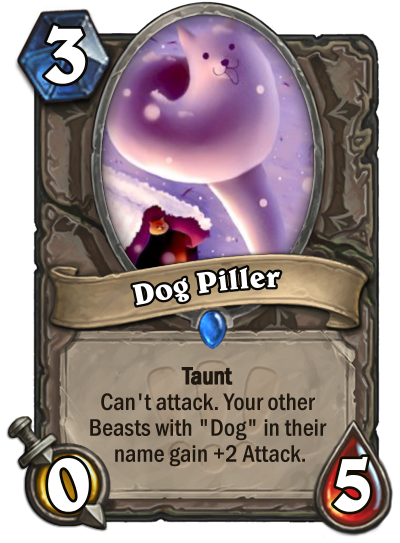 3
Dog Piller
Taunt
Can't attack. Your other
Beasts with "Dog" in their
name gain +2 Attack.
0
5